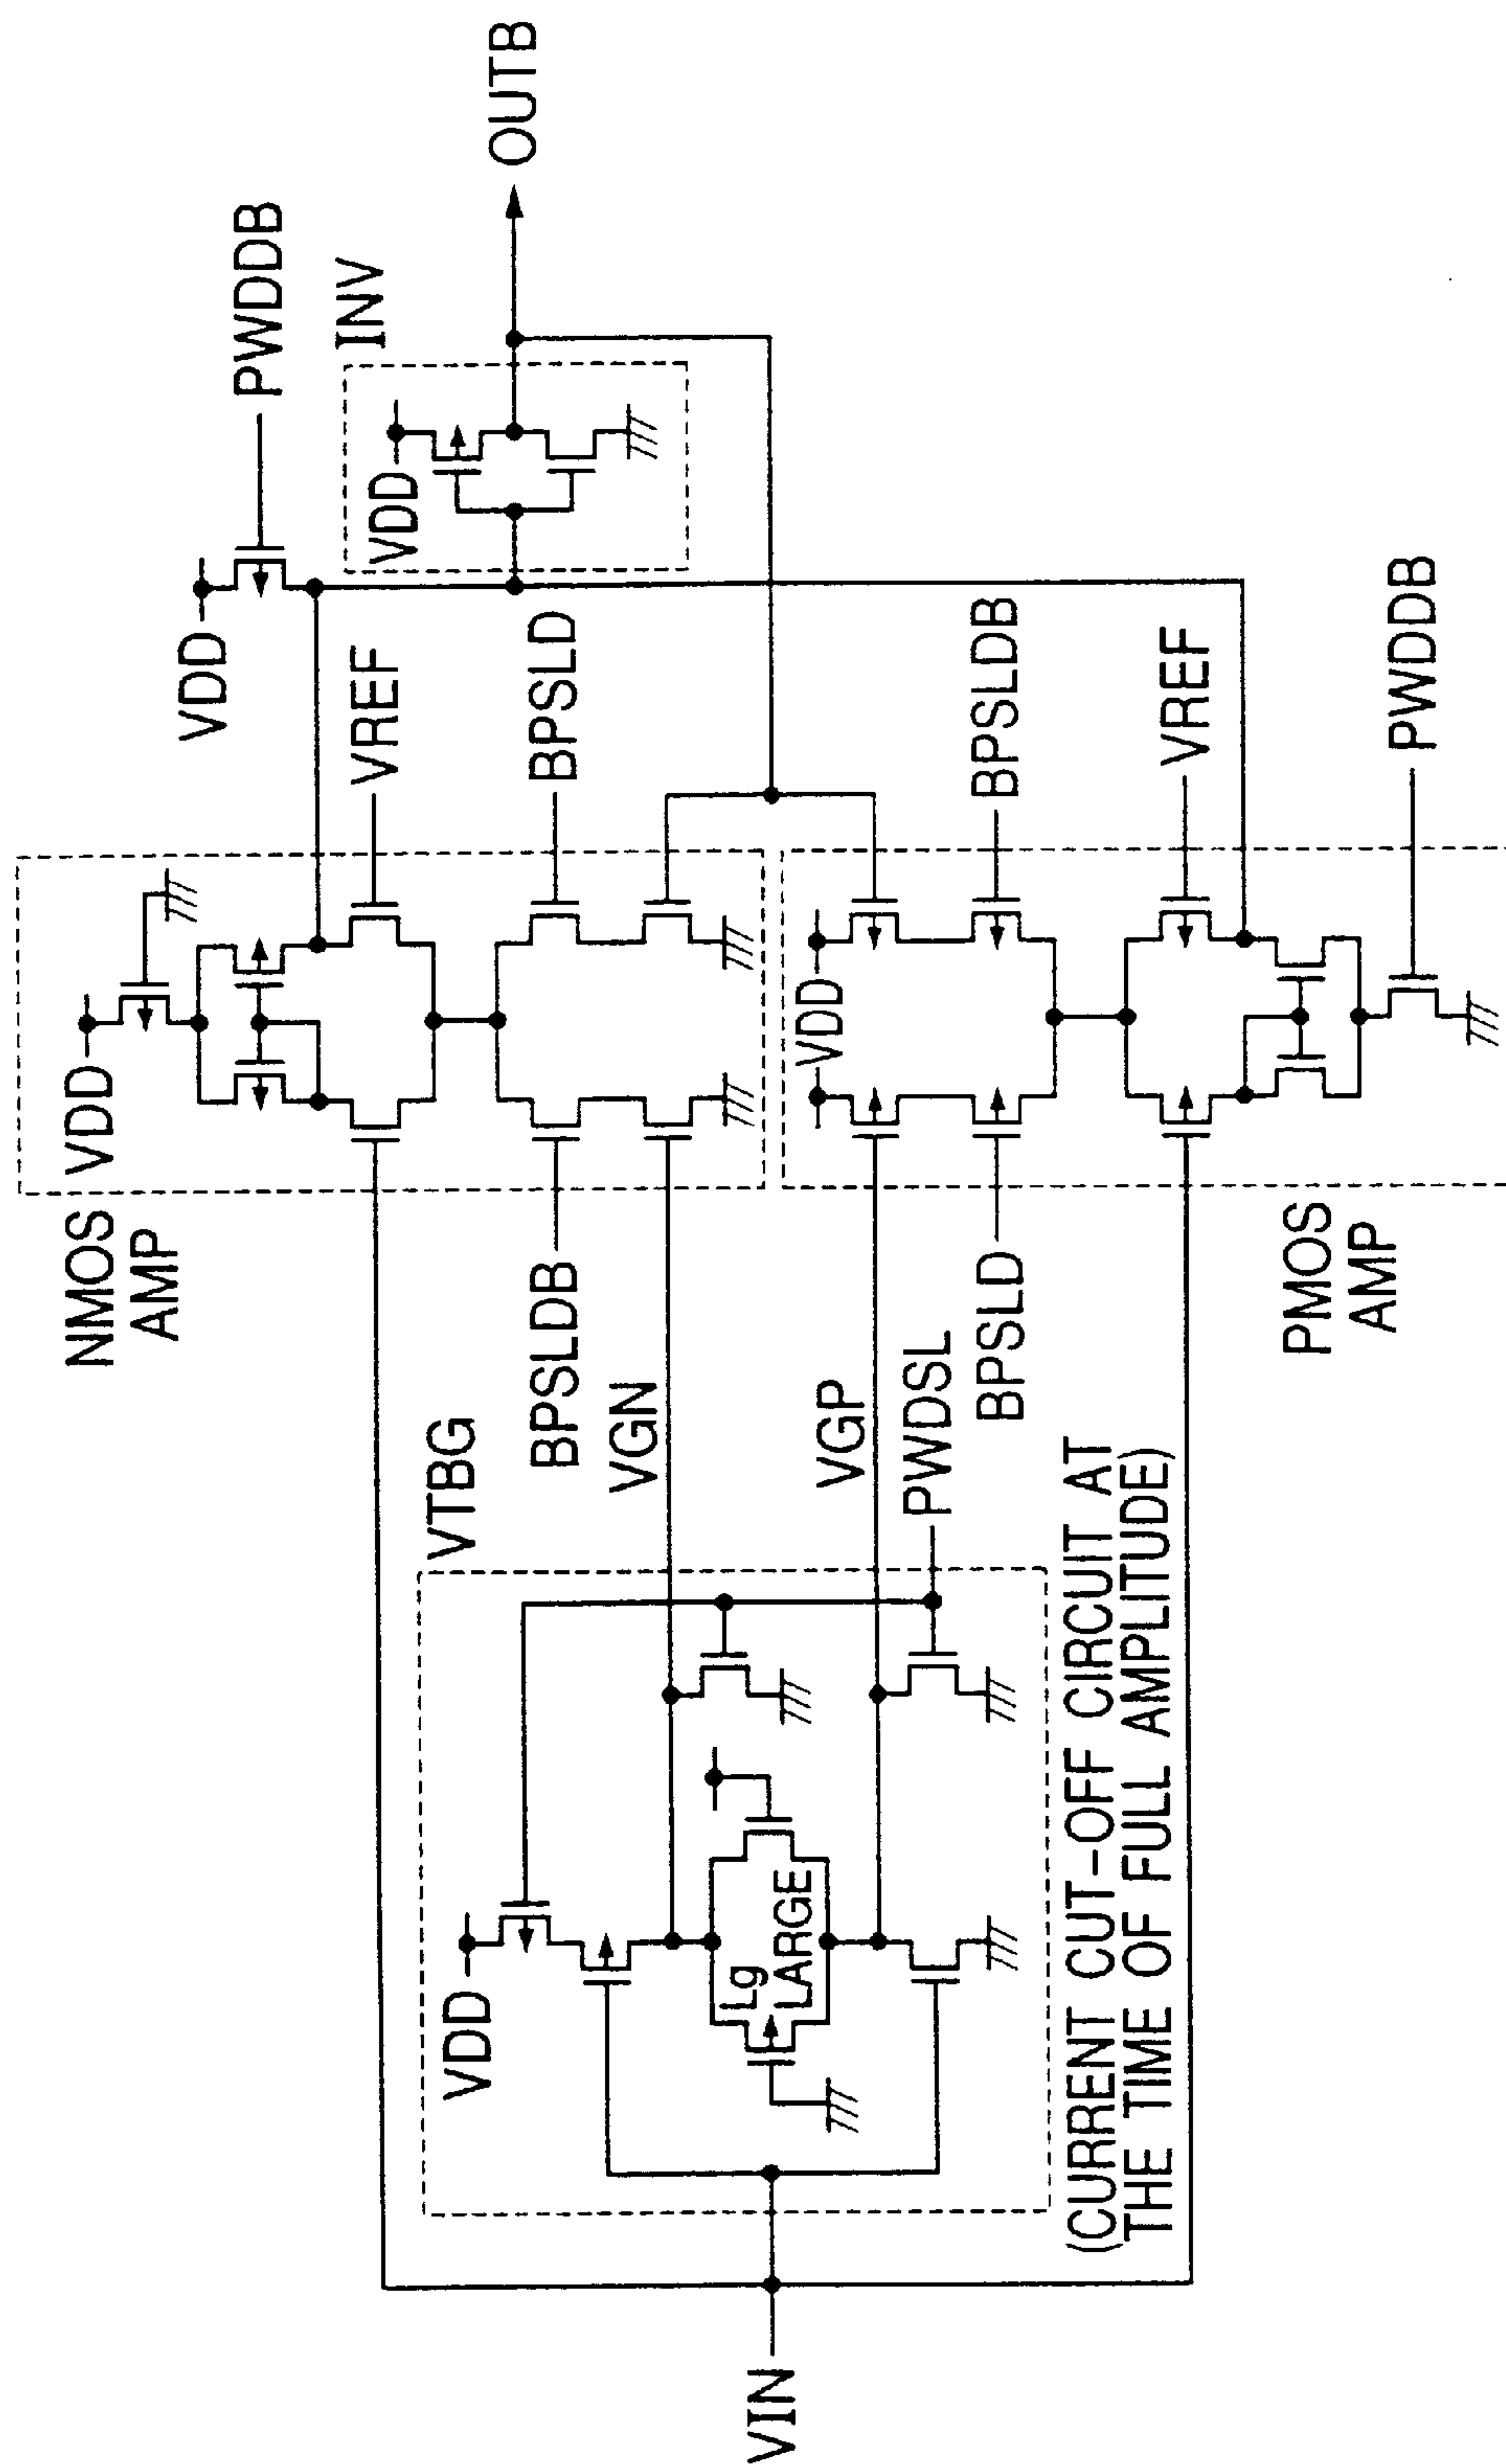 VIN
VTBG
VDD
Lg
LARGE
PWDSL
(CURRENT CUT-OFF CIRCUIT AT
THE TIME OF FULL AMPLITUDE)
VGN
VGP
NMOS
AMP
VDD
BPSLDB
VREF
BPSLD
VDD
BPSLD
BPSLDB
VREF
PMOS
AMP
PWDDB
VDD
PWDDB
INV
VDD
OUTB